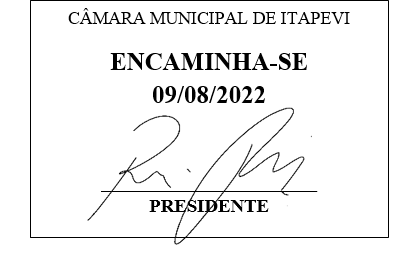 CÂMARA MUNICIPAL DE ITAPEVI
ENCAMINHA-SE
09/08/2022
PRESIDENTE